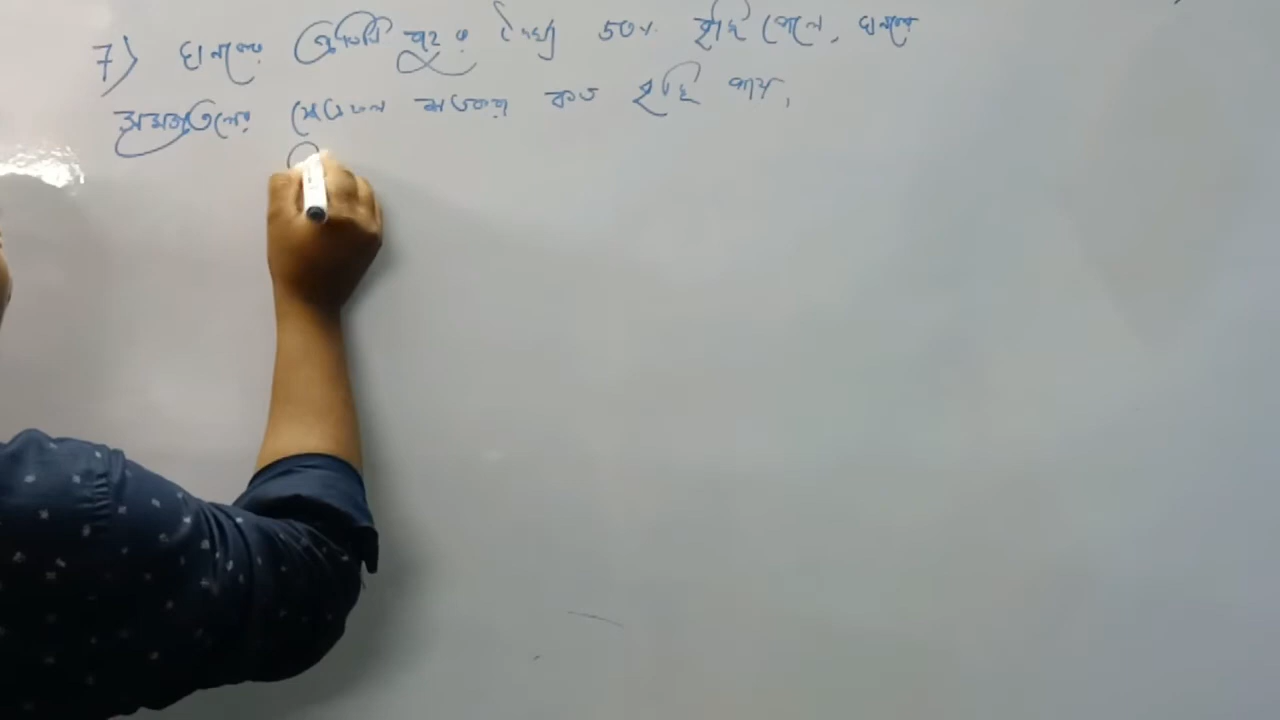 7) ঘনকের প্রতিটি বাহুর দৈর্ঘ্য 50% বৃদ্ধি পেলে, ঘনকের
সমগ্রতলের ক্ষেত্রফল শতকরা কত বৃদ্ধি পায়,